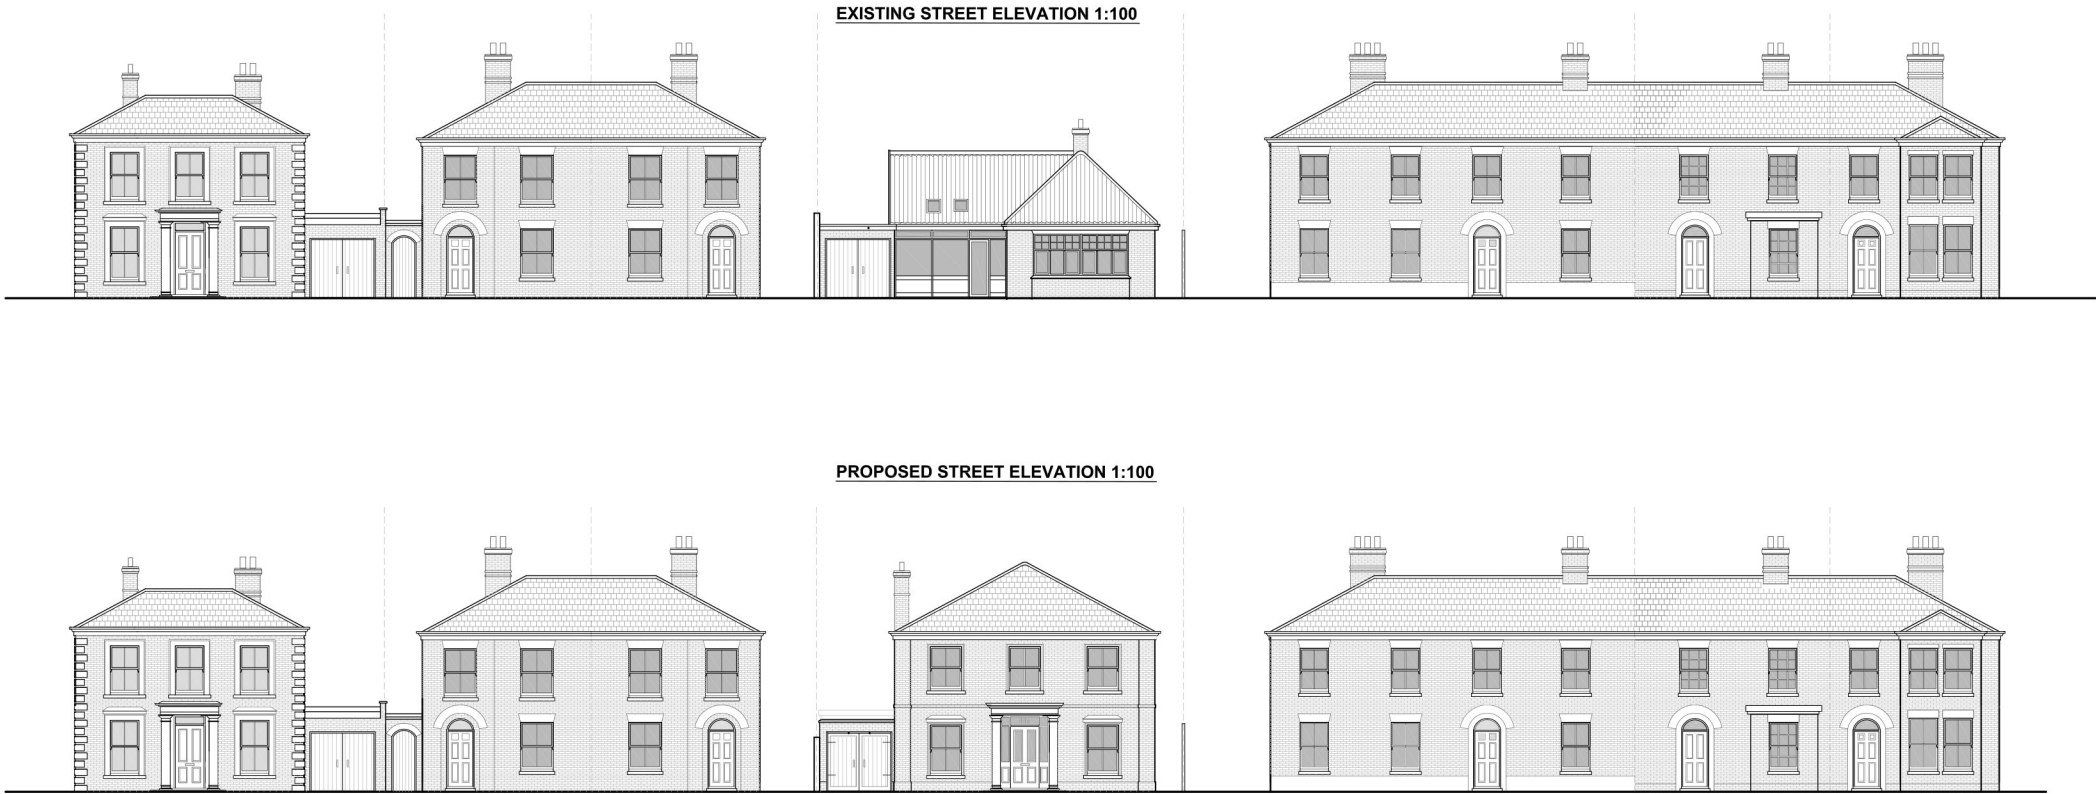 EXISTING STREET ELEVATION 1:100
PROPOSED STREET ELEVATION 1:100